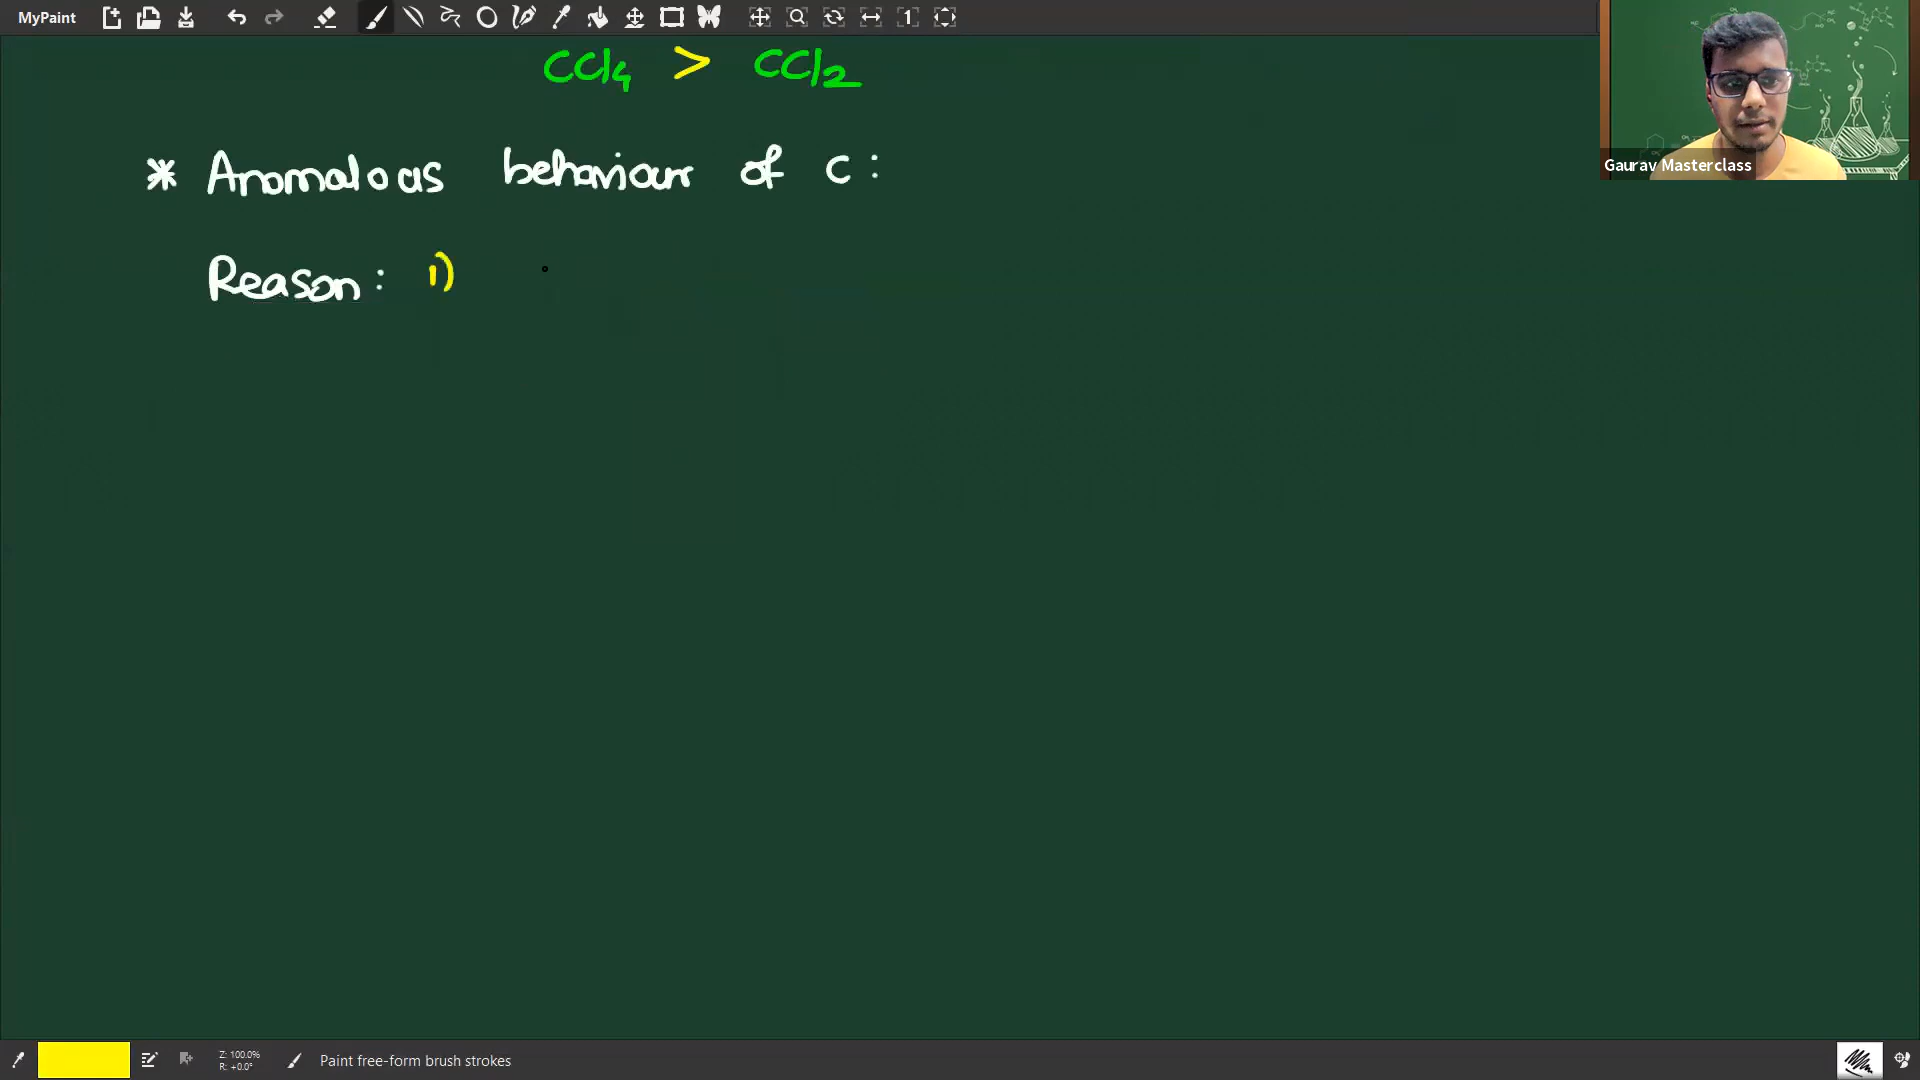 MyPaint
CCl4 > CCl2
Gaurav Masterclass
* Anomalous behaviour of C:
Reason: 1)
Z: 100.0%
R: +0.0°
Paint free-form brush strokes